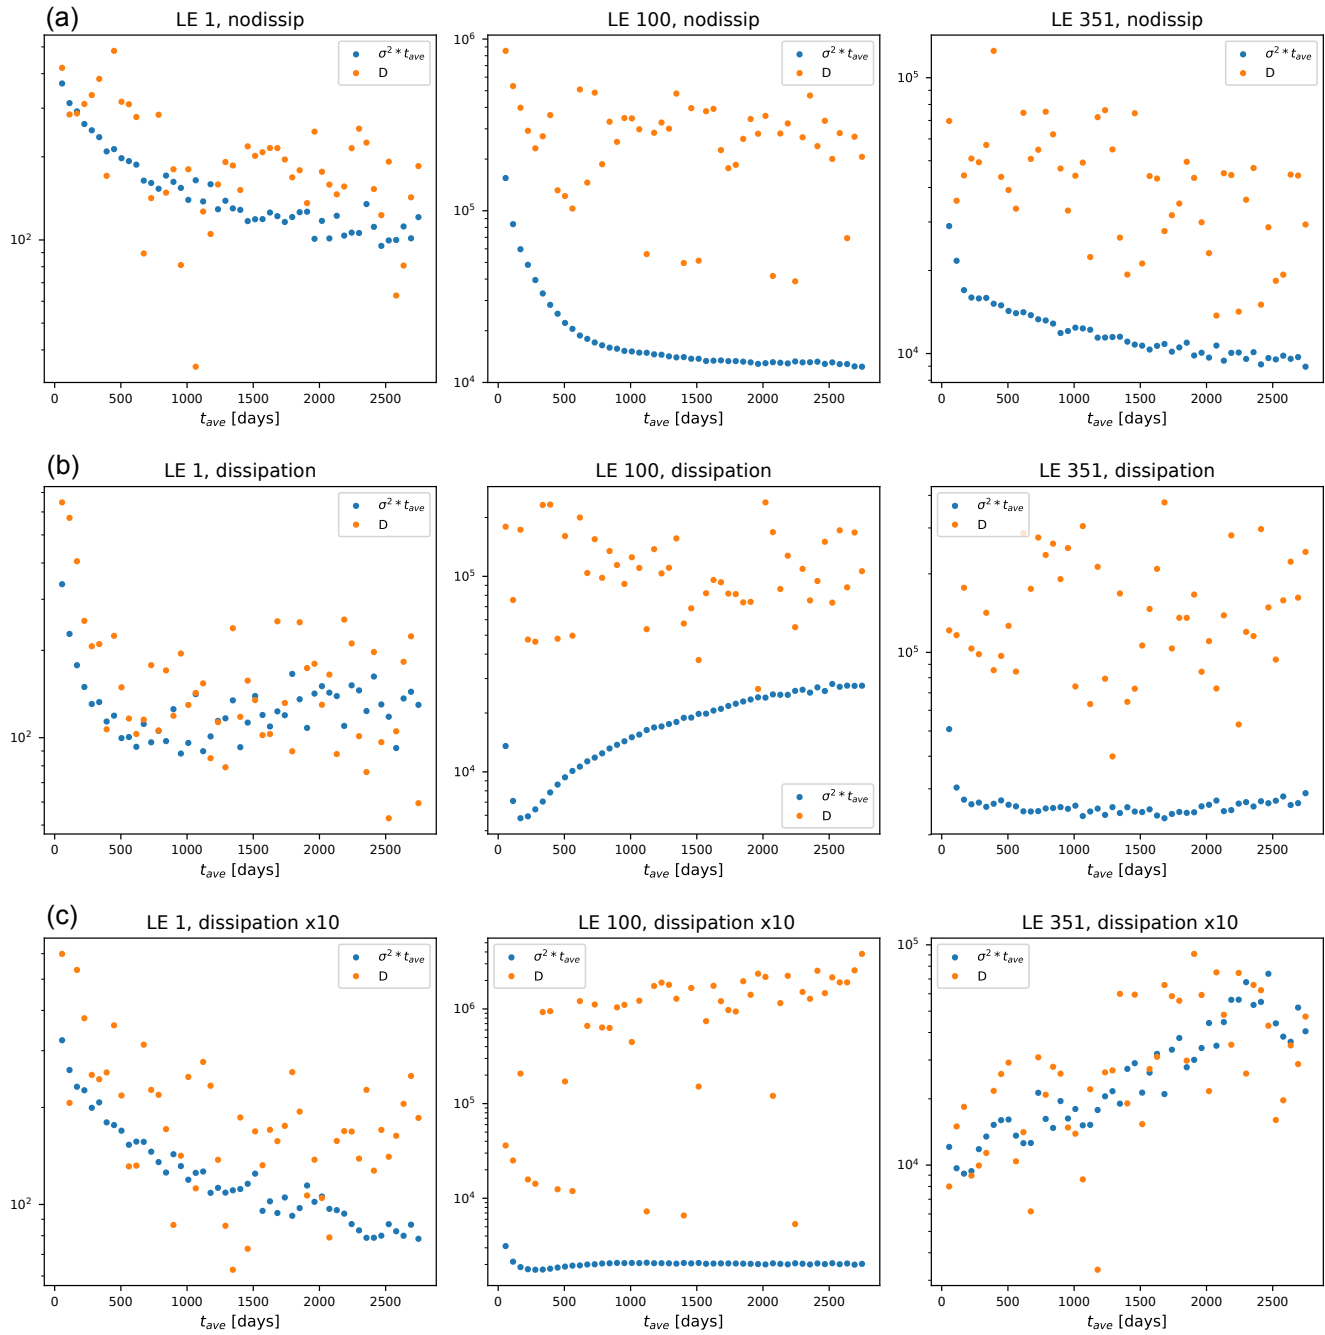 (a)
LE 1, nodissip
LE 100, nodissip
LE 351, nodissip
σ² * t_ave
D
10²
0 500 1000 1500 2000 2500
t_ave [days]
σ² * t_ave
D
10⁶
10⁵
10⁴
0 500 1000 1500 2000 2500
t_ave [days]
σ² * t_ave
D
10⁵
10⁴
0 500 1000 1500 2000 2500
t_ave [days]
(b)
LE 1, dissipation
LE 100, dissipation
LE 351, dissipation
σ² * t_ave
D
10²
0 500 1000 1500 2000 2500
t_ave [days]
10⁵
10⁴
σ² * t_ave
D
0 500 1000 1500 2000 2500
t_ave [days]
σ² * t_ave
D
10⁵
0 500 1000 1500 2000 2500
t_ave [days]
(c)
LE 1, dissipation x10
LE 100, dissipation x10
LE 351, dissipation x10
σ² * t_ave
D
10²
0 500 1000 1500 2000 2500
t_ave [days]
σ² * t_ave
D
10⁶
10⁵
10⁴
0 500 1000 1500 2000 2500
t_ave [days]
σ² * t_ave
D
10⁵
10⁴
0 500 1000 1500 2000 2500
t_ave [days]